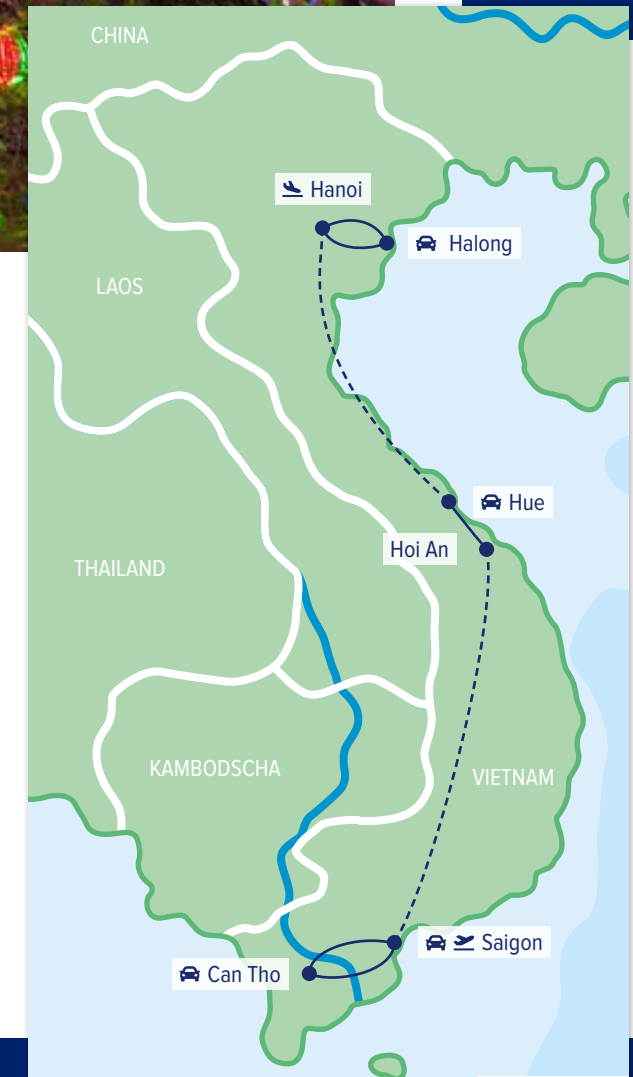 CHINA
Hanoi
Halong
LAOS
Hue
Hoi An
THAILAND
KAMBODSCHA
VIETNAM
Saigon
Can Tho